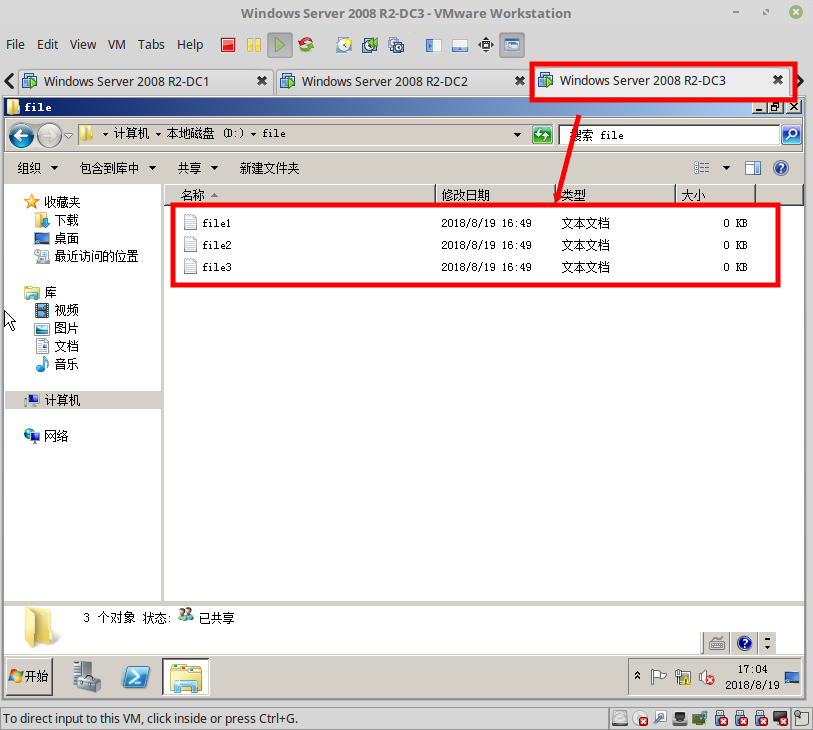 Windows Server 2008 R2-DC3 - VMware Workstation
File Edit View VM Tabs Help
Windows Server 2008 R2-DC1 Windows Server 2008 R2-DC2 Windows Server 2008 R2-DC3
file
计算机 本地磁盘 (D:) file 搜索 file
组织 包含到库中 共享 新建文件夹
名称 修改日期 类型 大小
收藏夹
下载
桌面
最近访问的位置
库
视频
图片
文档
音乐
计算机
网络
file1 2018/8/19 16:49 文本文档 0 KB
file2 2018/8/19 16:49 文本文档 0 KB
file3 2018/8/19 16:49 文本文档 0 KB
3 个对象 状态: 已共享
开始
17:04
2018/8/19
To direct input to this VM, click inside or press Ctrl+G.